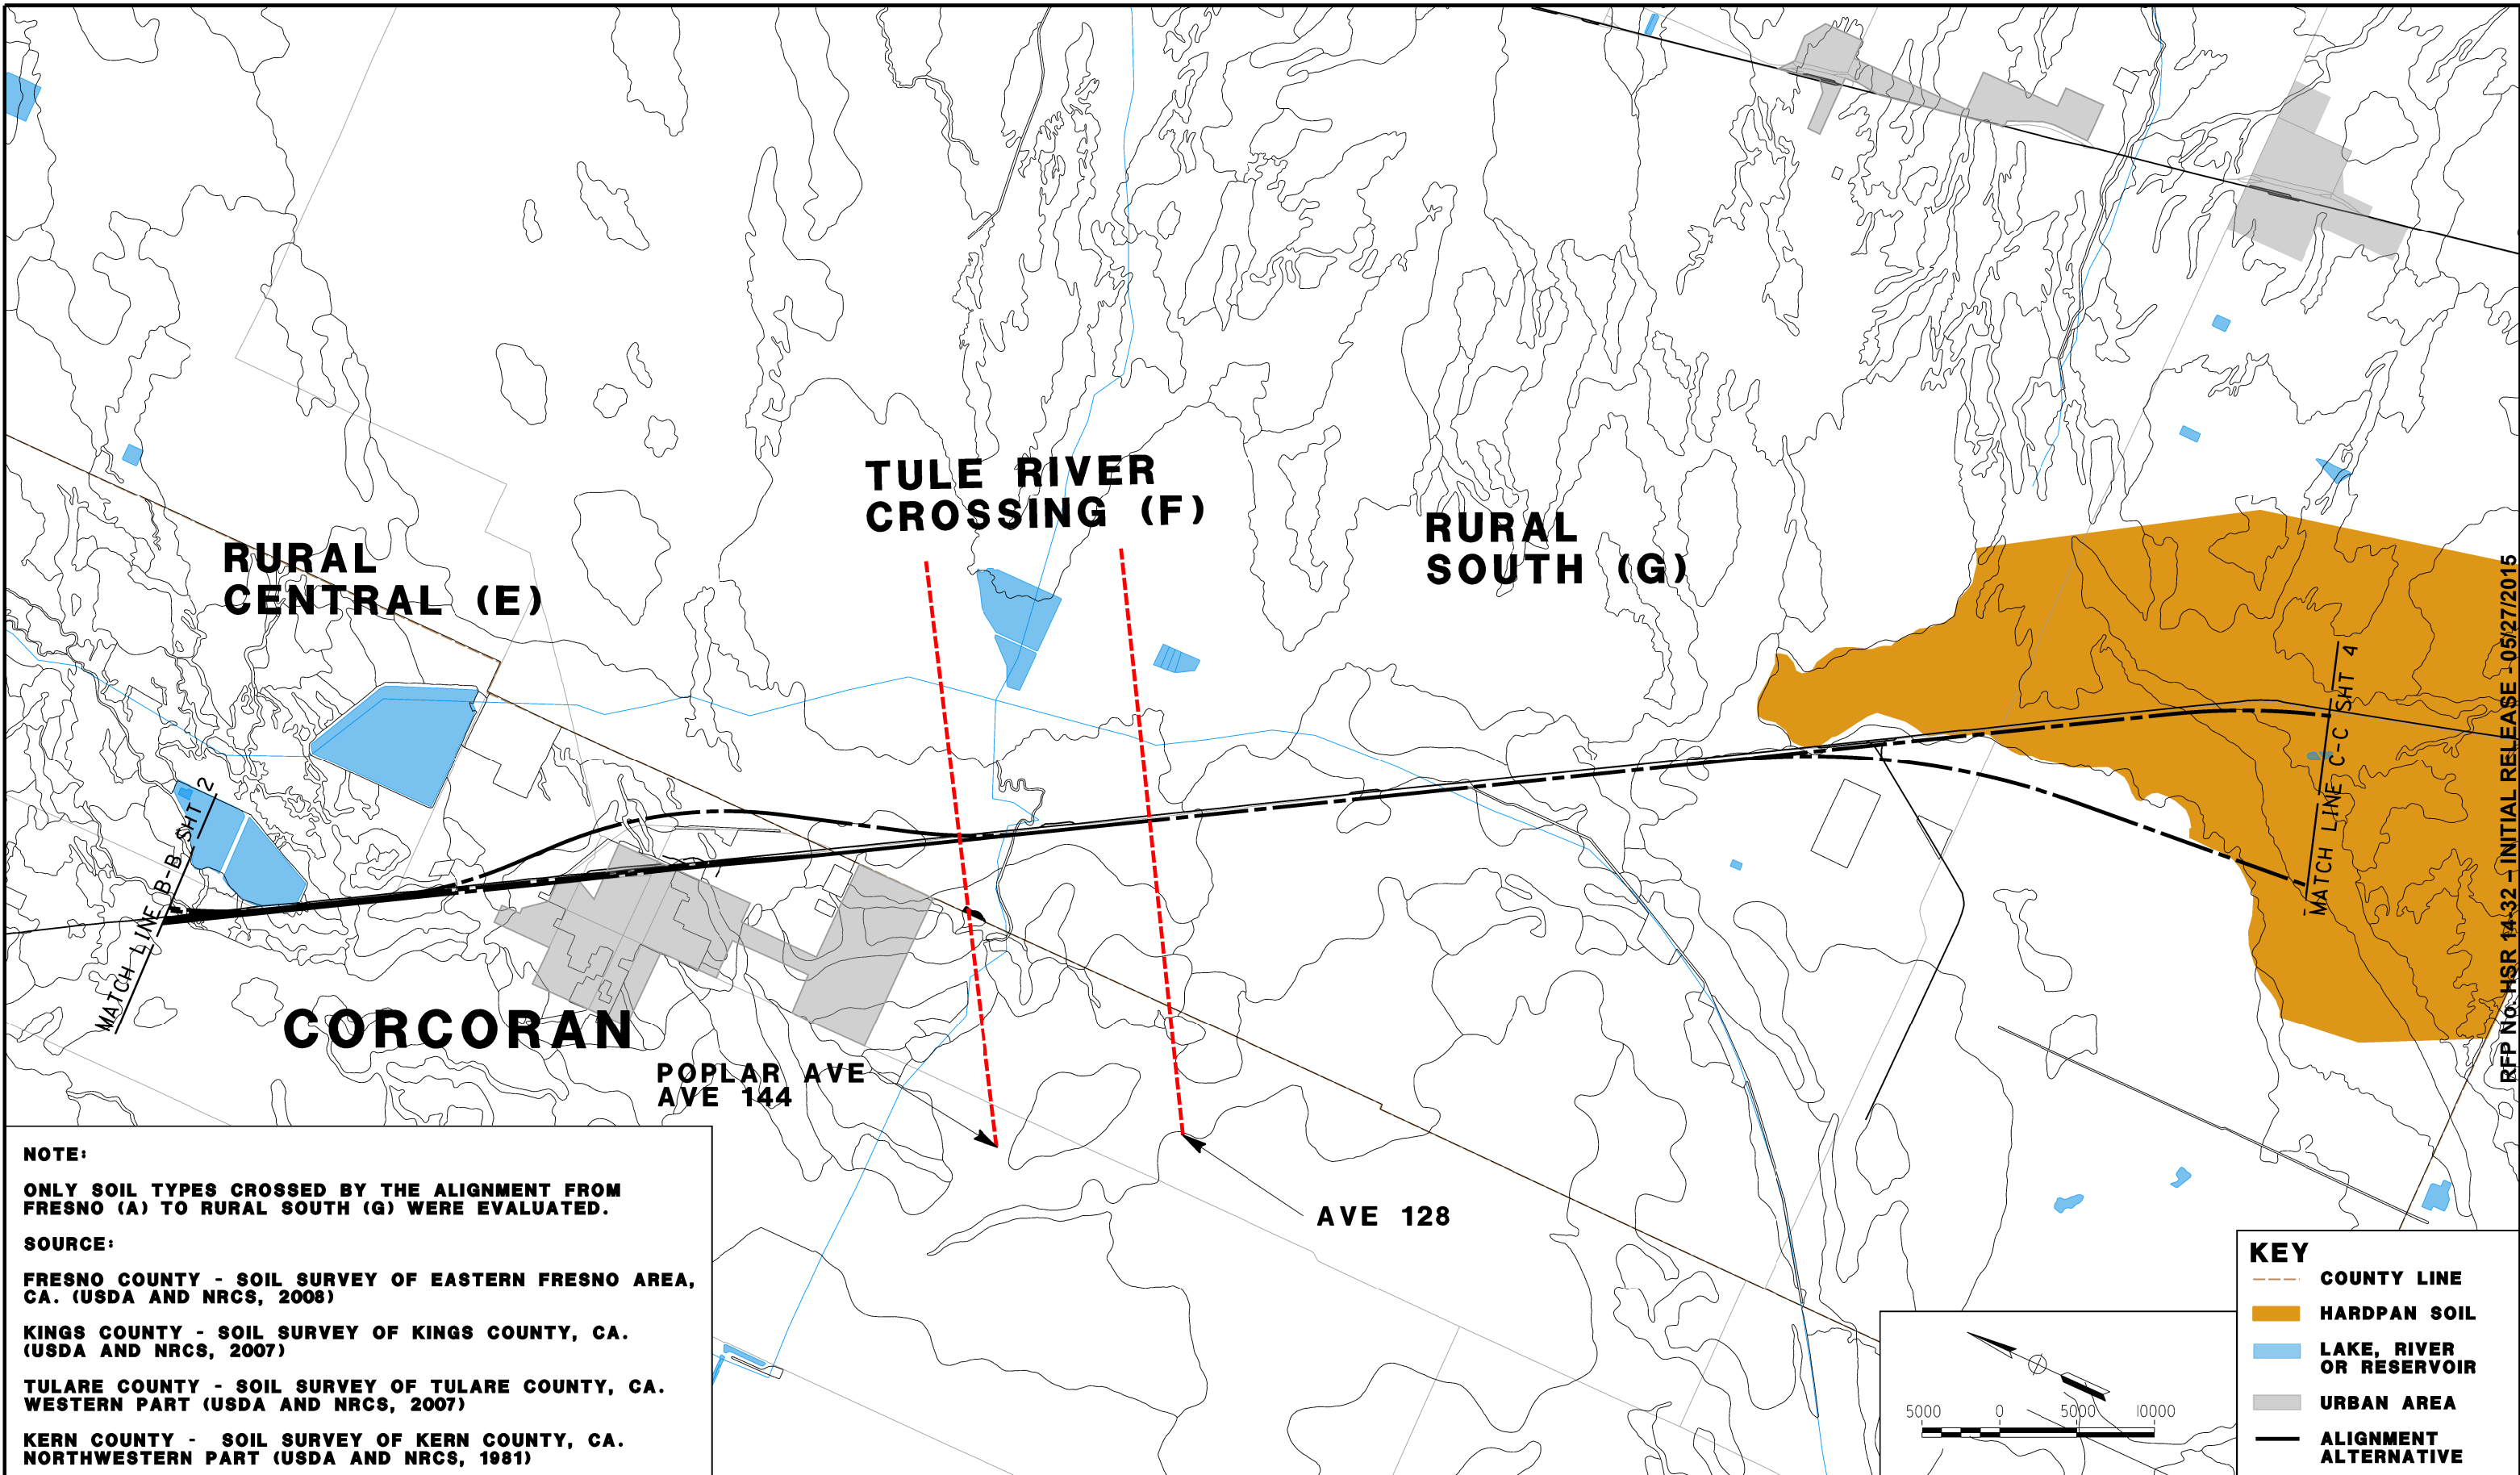 TULE RIVER
CROSSING (F)
RURAL
SOUTH (G)
RURAL
CENTRAL (E)
MATCH LINE B-B SHT 2
MATCH LINE C-C SHT 4
CORCORAN
POPLAR AVE
AVE 144
AVE 128
RFP No. HSR 14-32 – INITIAL RELEASE - 05/27/2015
NOTE:
ONLY SOIL TYPES CROSSED BY THE ALIGNMENT FROM
FRESNO (A) TO RURAL SOUTH (G) WERE EVALUATED.
SOURCE:
FRESNO COUNTY - SOIL SURVEY OF EASTERN FRESNO AREA,
CA. (USDA AND NRCS, 2008)
KINGS COUNTY - SOIL SURVEY OF KINGS COUNTY, CA.
(USDA AND NRCS, 2007)
TULARE COUNTY - SOIL SURVEY OF TULARE COUNTY, CA.
WESTERN PART (USDA AND NRCS, 2007)
KERN COUNTY - SOIL SURVEY OF KERN COUNTY, CA.
NORTHWESTERN PART (USDA AND NRCS, 1981)
5000 0 5000 10000
KEY
COUNTY LINE
HARDPAN SOIL
LAKE, RIVER
OR RESERVOIR
URBAN AREA
ALIGNMENT
ALTERNATIVE